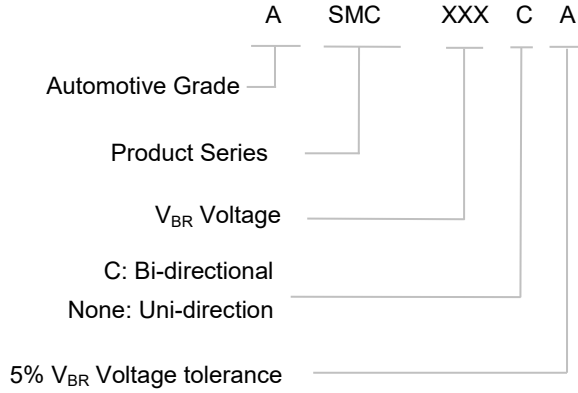 A SMC XXX C A
Automotive Grade
Product Series
VBR Voltage
C: Bi-directional
None: Uni-direction
5% VBR Voltage tolerance